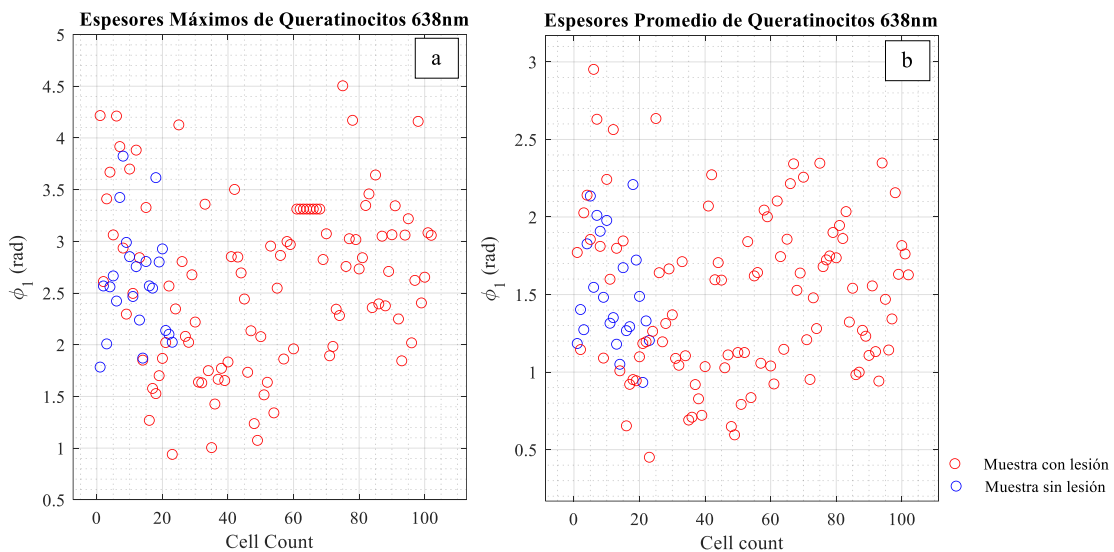 Espesores Máximos de Queratinocitos 638nm
a
5
4.5
4
3.5
3
2.5
2
1.5
1
0.5
ϕ1 (rad)
0 20 40 60 80 100
Cell Count
Espesores Promedio de Queratinocitos 638nm
b
3
2.5
2
1.5
1
0.5
ϕ1 (rad)
0 20 40 60 80 100
Cell count
Muestra con lesión
Muestra sin lesión